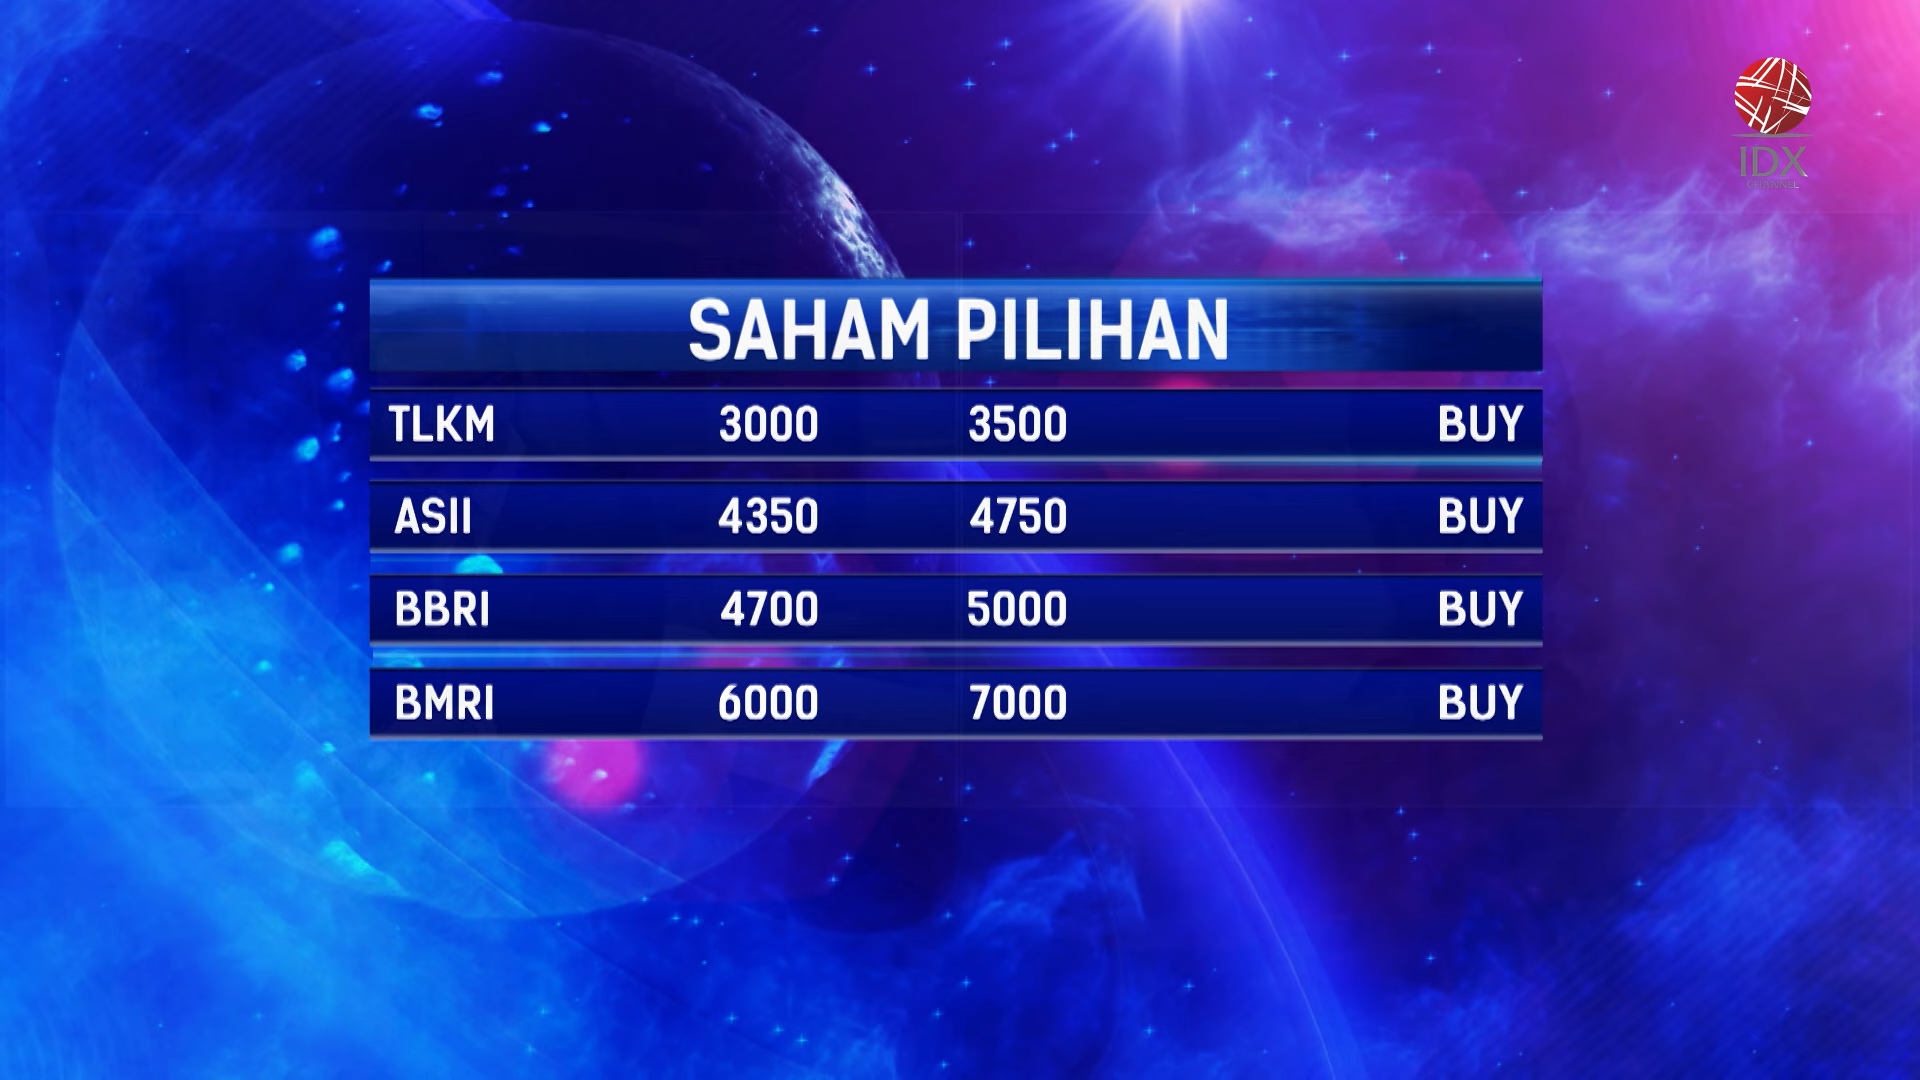 IDX
CHANNEL
SAHAM PILIHAN
TLKM 3000 3500 BUY
ASII 4350 4750 BUY
BBRI 4700 5000 BUY
BMRI 6000 7000 BUY